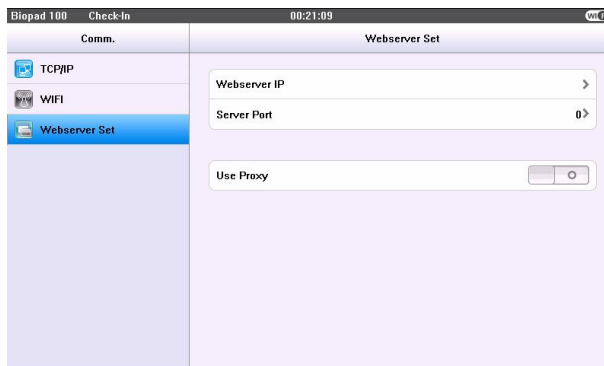 Biopad 100 Check-In 00:21:09 WIFI
Comm.
Webserver Set
TCP/IP
WIFI
Webserver Set
Webserver IP
Server Port 0
Use Proxy